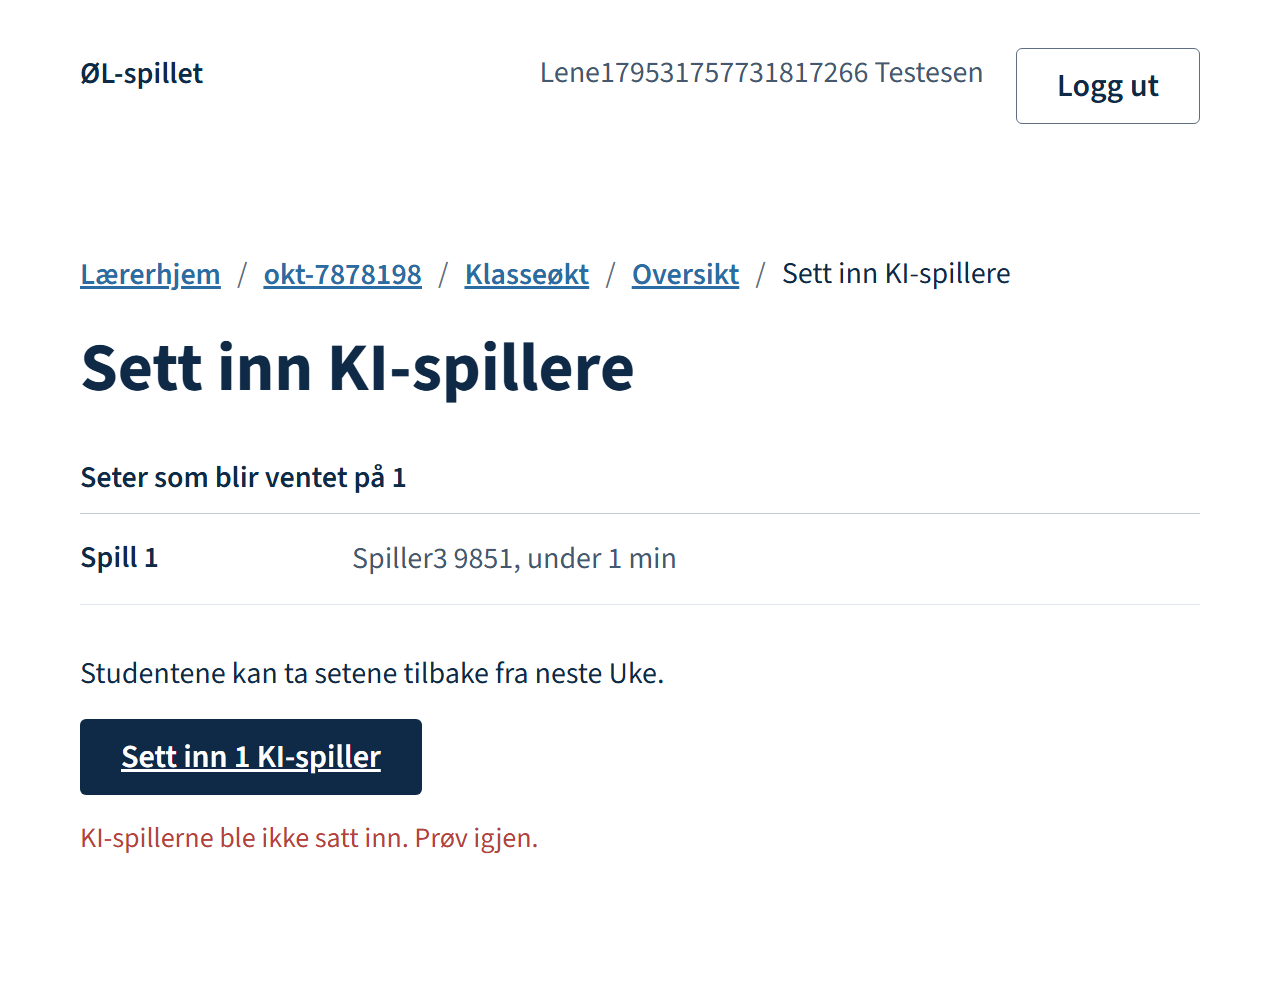 ØL-spillet
Lene179531757731817266 Testesen
Logg ut
Lærerhjem / okt-7878198 / Klasseøkt / Oversikt / Sett inn KI-spillere
Sett inn KI-spillere
Seter som blir ventet på 1
Spill 1
Spiller3 9851, under 1 min
Studentene kan ta setene tilbake fra neste Uke.
Sett inn 1 KI-spiller
KI-spillerne ble ikke satt inn. Prøv igjen.